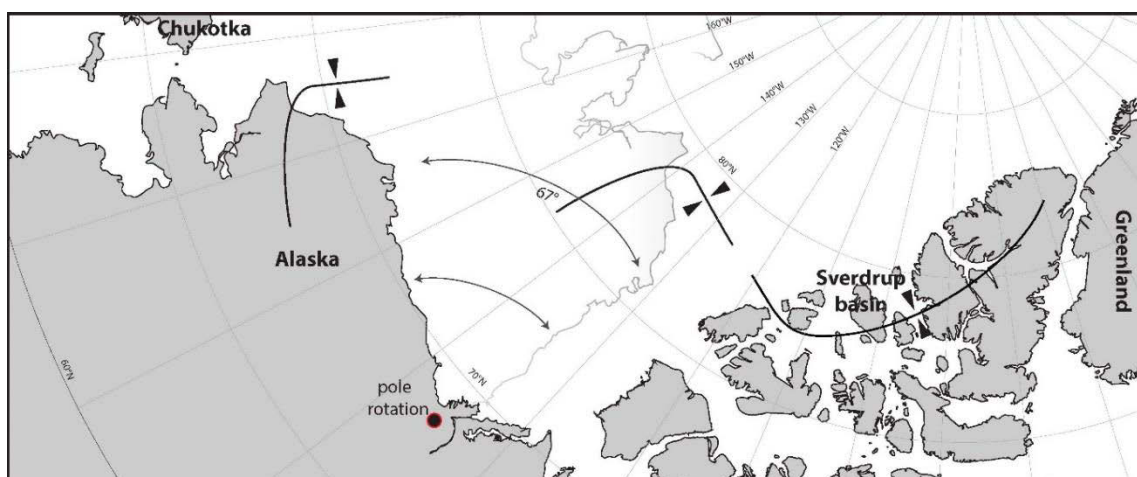 Chukotka
160°W
150°W
140°W
130°W
120°W
80°N
67°
Alaska
Sverdrup
basin
Greenland
60°N
70°N
pole
rotation